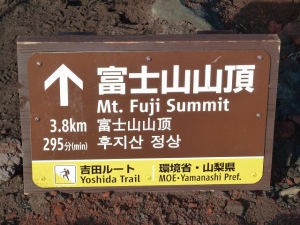 富士山山頂
Mt. Fuji Summit
3.8km 富士山山顶
295分(min) 후지산 정상
吉田ルート 環境省・山梨県
Yoshida Trail MOE・Yamanashi Pref.